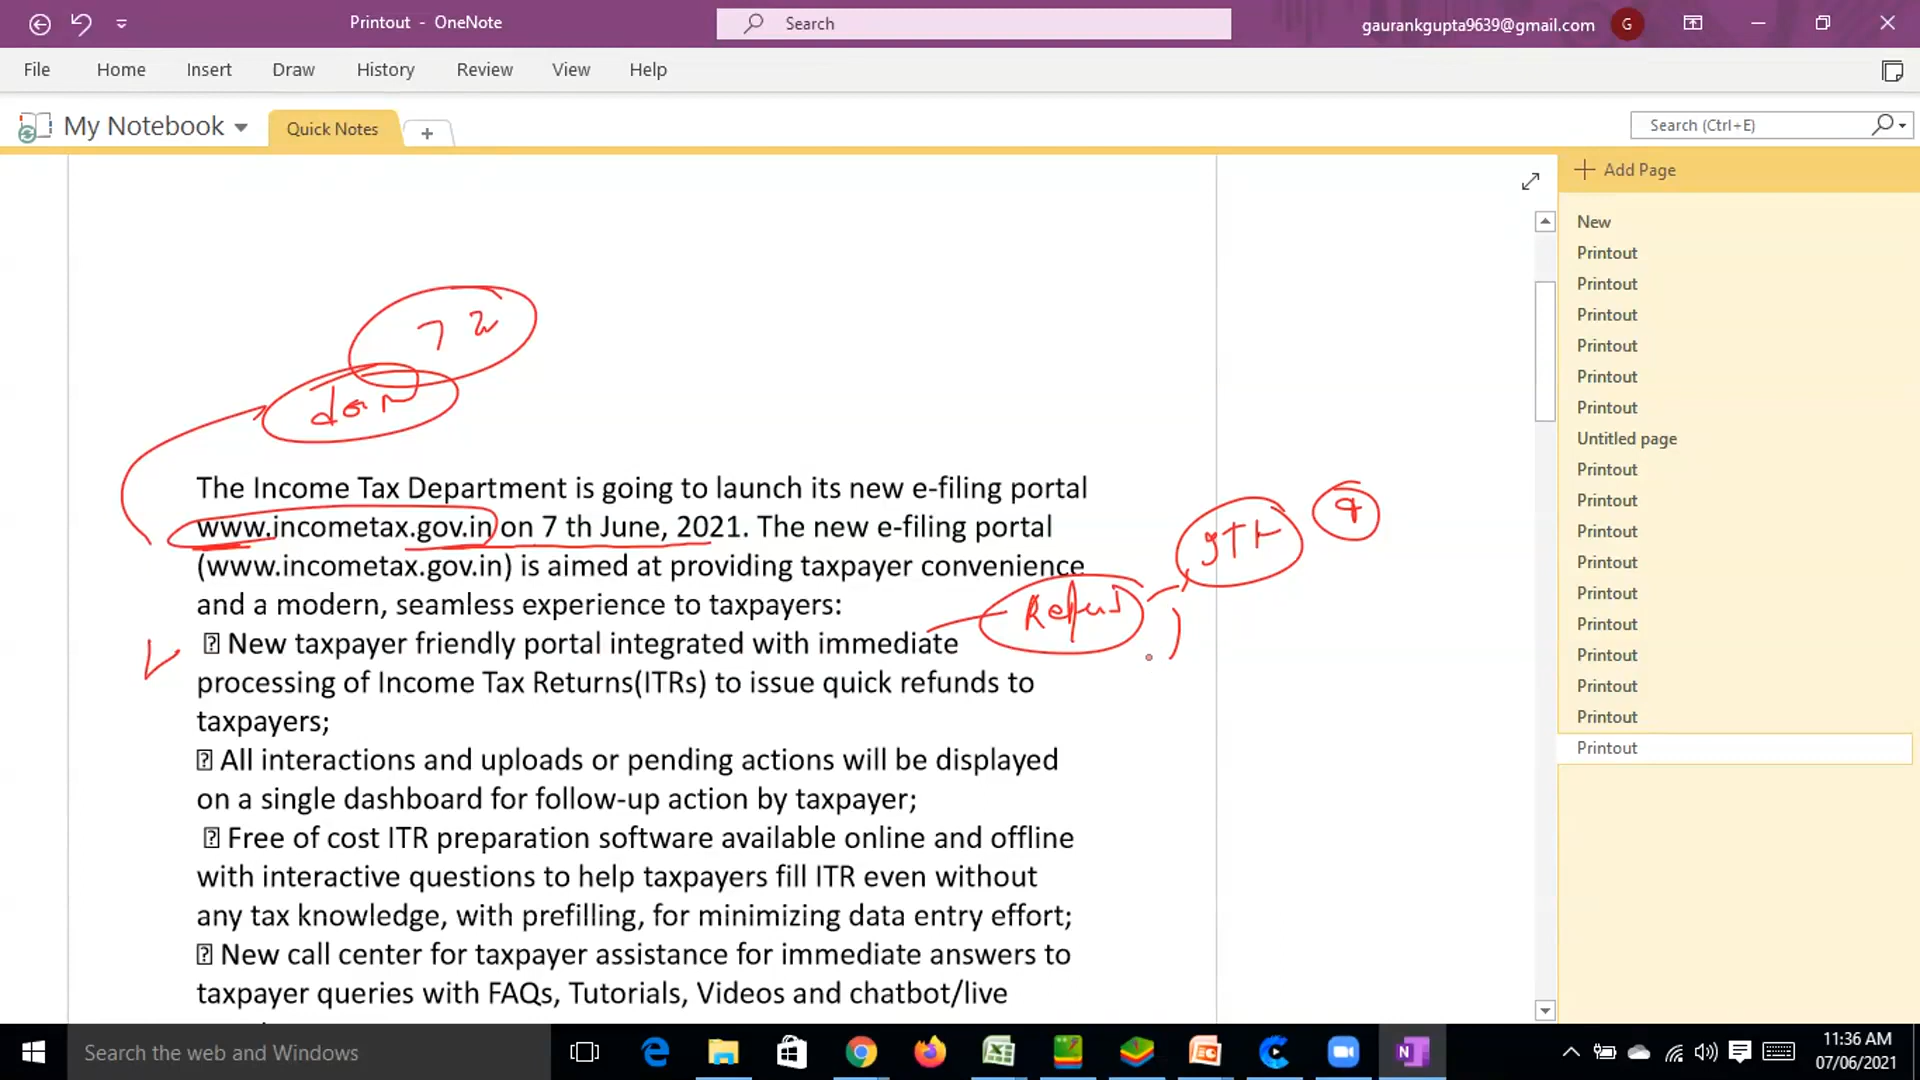 Printout - OneNote
Search
gaurankgupta9639@gmail.com
G
File Home Insert Draw History Review View Help
My Notebook
Quick Notes
Search (Ctrl+E)
Add Page
New
Printout
Printout
Printout
Printout
Printout
Printout
Untitled page
Printout
Printout
Printout
Printout
Printout
Printout
Printout
Printout
Printout
Printout
7
The Income Tax Department is going to launch its new e-filing portal
www.incometax.gov.in on 7 th June, 2021. The new e-filing portal
(www.incometax.gov.in) is aimed at providing taxpayer convenience
and a modern, seamless experience to taxpayers:
Refund
New taxpayer friendly portal integrated with immediate
processing of Income Tax Returns(ITRs) to issue quick refunds to
taxpayers;
All interactions and uploads or pending actions will be displayed
on a single dashboard for follow-up action by taxpayer;
Free of cost ITR preparation software available online and offline
with interactive questions to help taxpayers fill ITR even without
any tax knowledge, with prefilling, for minimizing data entry effort;
New call center for taxpayer assistance for immediate answers to
taxpayer queries with FAQs, Tutorials, Videos and chatbot/live
Search the web and Windows
11:36 AM
07/06/2021